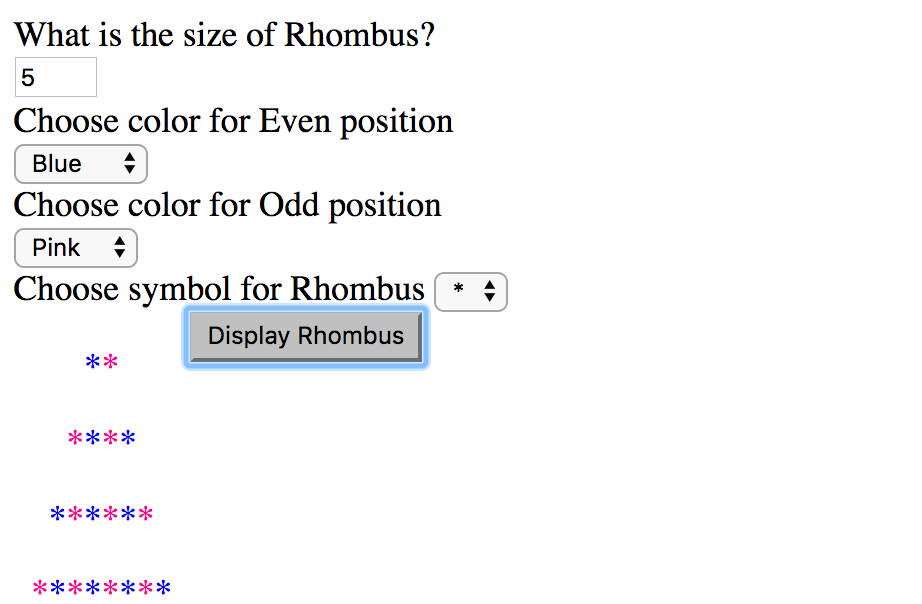 What is the size of Rhombus?
5
Choose color for Even position
Blue
Choose color for Odd position
Pink
Choose symbol for Rhombus *
Display Rhombus
**
****
******
********